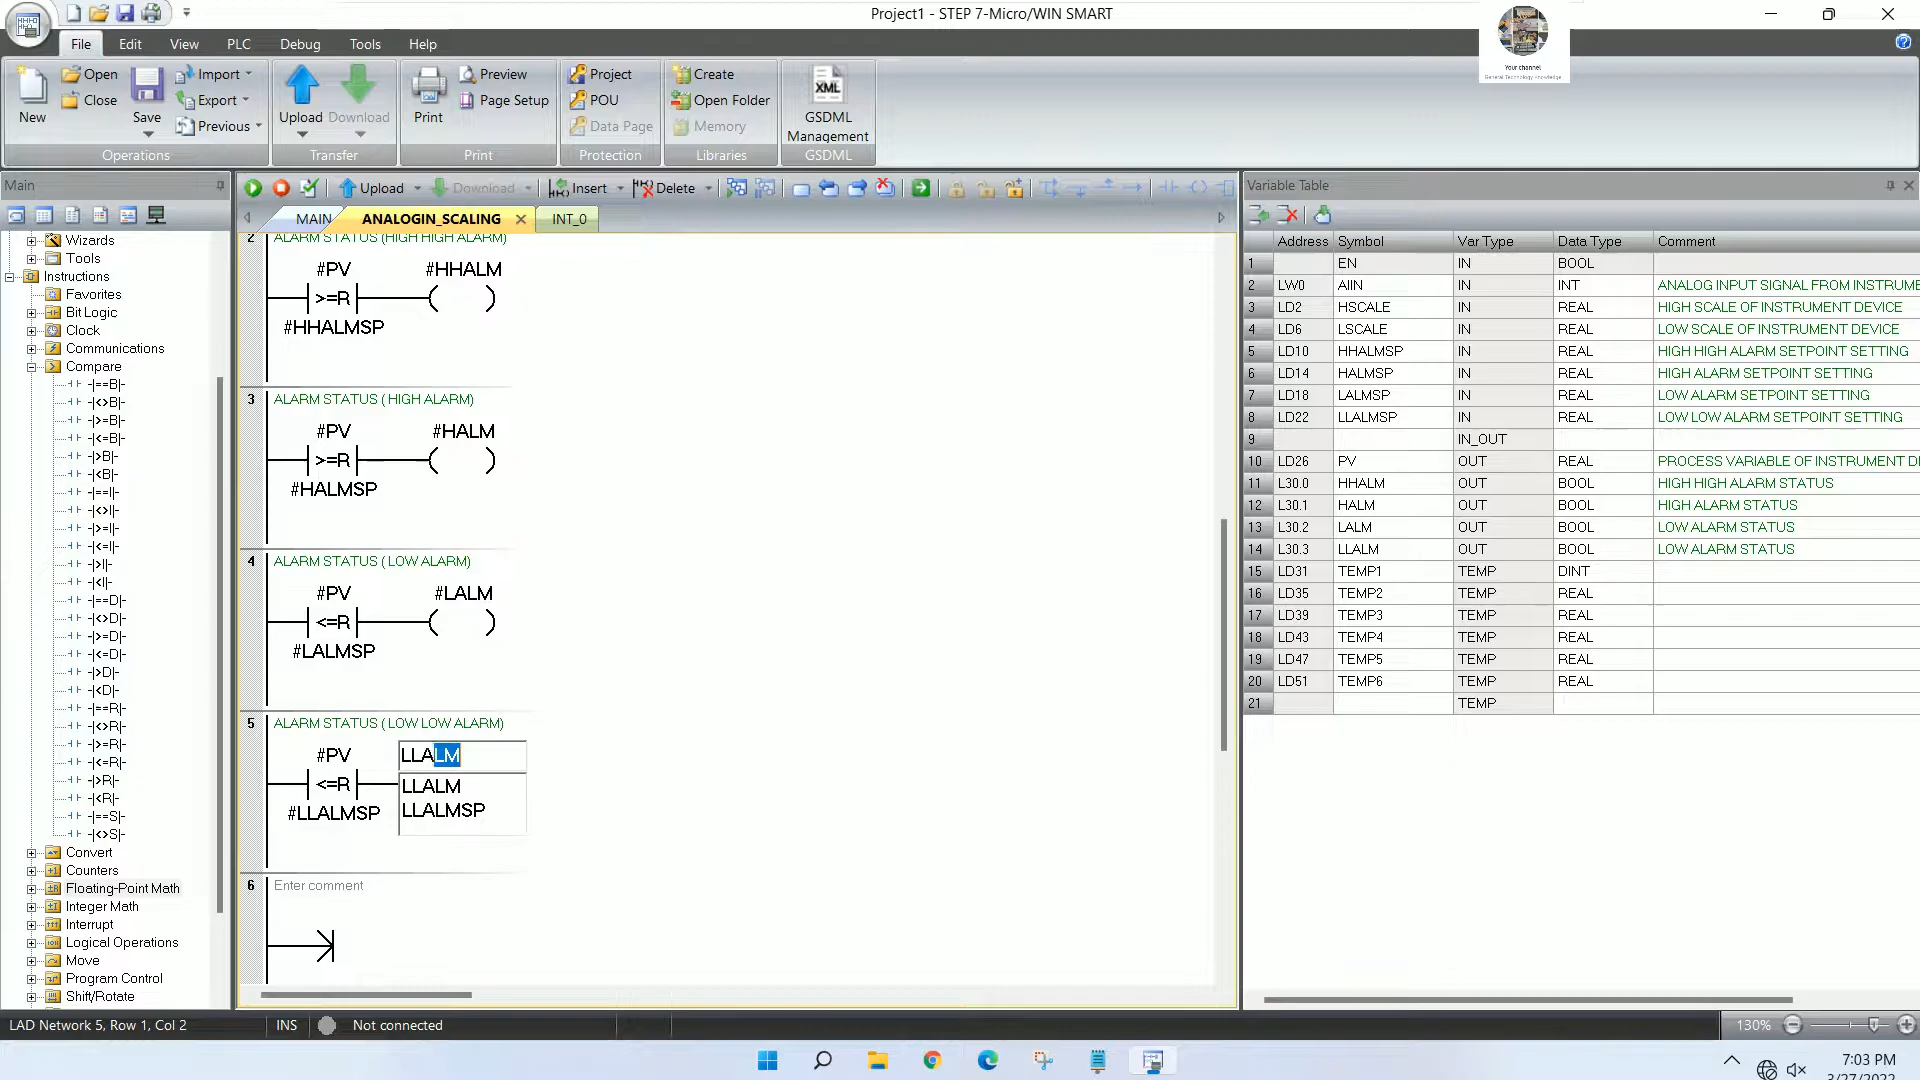 Project1 - STEP 7-Micro/WIN SMART
Your channel
General Technology Knowledge
File Edit View PLC Debug Tools Help
New
Open
Close
Save
Import
Export
Previous
Operations
Upload
Download
Transfer
Print
Preview
Page Setup
Print
Project
POU
Data Page
Protection
Create
Open Folder
Memory
Libraries
XML
GSDML
Management
GSDML
Main
Wizards
Tools
Instructions
Favorites
Bit Logic
Clock
Communications
Compare
-|==B|-
-|<>B|-
-|>=B|-
-|<=B|-
-|>B|-
-|<B|-
-|==I|-
-|<>I|-
-|>=I|-
-|<=I|-
-|>I|-
-|<I|-
-|==D|-
-|<>D|-
-|>=D|-
-|<=D|-
-|>D|-
-|<D|-
-|==R|-
-|<>R|-
-|>=R|-
-|<=R|-
-|>R|-
-|<R|-
-|==S|-
-|<>S|-
Convert
Counters
Floating-Point Math
Integer Math
Interrupt
Logical Operations
Move
Program Control
Shift/Rotate
Upload Download Insert Delete
MAIN ANALOGIN_SCALING INT_0
2 ALARM STATUS (HIGH HIGH ALARM)
#PV #HHALM
>=R
#HHALMSP
3 ALARM STATUS ( HIGH ALARM)
#PV #HALM
>=R
#HALMSP
4 ALARM STATUS ( LOW ALARM)
#PV #LALM
<=R
#LALMSP
5 ALARM STATUS ( LOW LOW ALARM)
#PV LLALM
<=R LLALM
#LLALMSP LLALMSP
6 Enter comment
Variable Table
Address Symbol Var Type Data Type Comment
1 EN IN BOOL
2 LW0 AIIN IN INT ANALOG INPUT SIGNAL FROM INSTRUME
3 LD2 HSCALE IN REAL HIGH SCALE OF INSTRUMENT DEVICE
4 LD6 LSCALE IN REAL LOW SCALE OF INSTRUMENT DEVICE
5 LD10 HHALMSP IN REAL HIGH HIGH ALARM SETPOINT SETTING
6 LD14 HALMSP IN REAL HIGH ALARM SETPOINT SETTING
7 LD18 LALMSP IN REAL LOW ALARM SETPOINT SETTING
8 LD22 LLALMSP IN REAL LOW LOW ALARM SETPOINT SETTING
9 IN_OUT
10 LD26 PV OUT REAL PROCESS VARIABLE OF INSTRUMENT D
11 L30.0 HHALM OUT BOOL HIGH HIGH ALARM STATUS
12 L30.1 HALM OUT BOOL HIGH ALARM STATUS
13 L30.2 LALM OUT BOOL LOW ALARM STATUS
14 L30.3 LLALM OUT BOOL LOW ALARM STATUS
15 LD31 TEMP1 TEMP DINT
16 LD35 TEMP2 TEMP REAL
17 LD39 TEMP3 TEMP REAL
18 LD43 TEMP4 TEMP REAL
19 LD47 TEMP5 TEMP REAL
20 LD51 TEMP6 TEMP REAL
21 TEMP
LAD Network 5, Row 1, Col 2 INS Not connected 130%
7:03 PM
3/27/2022